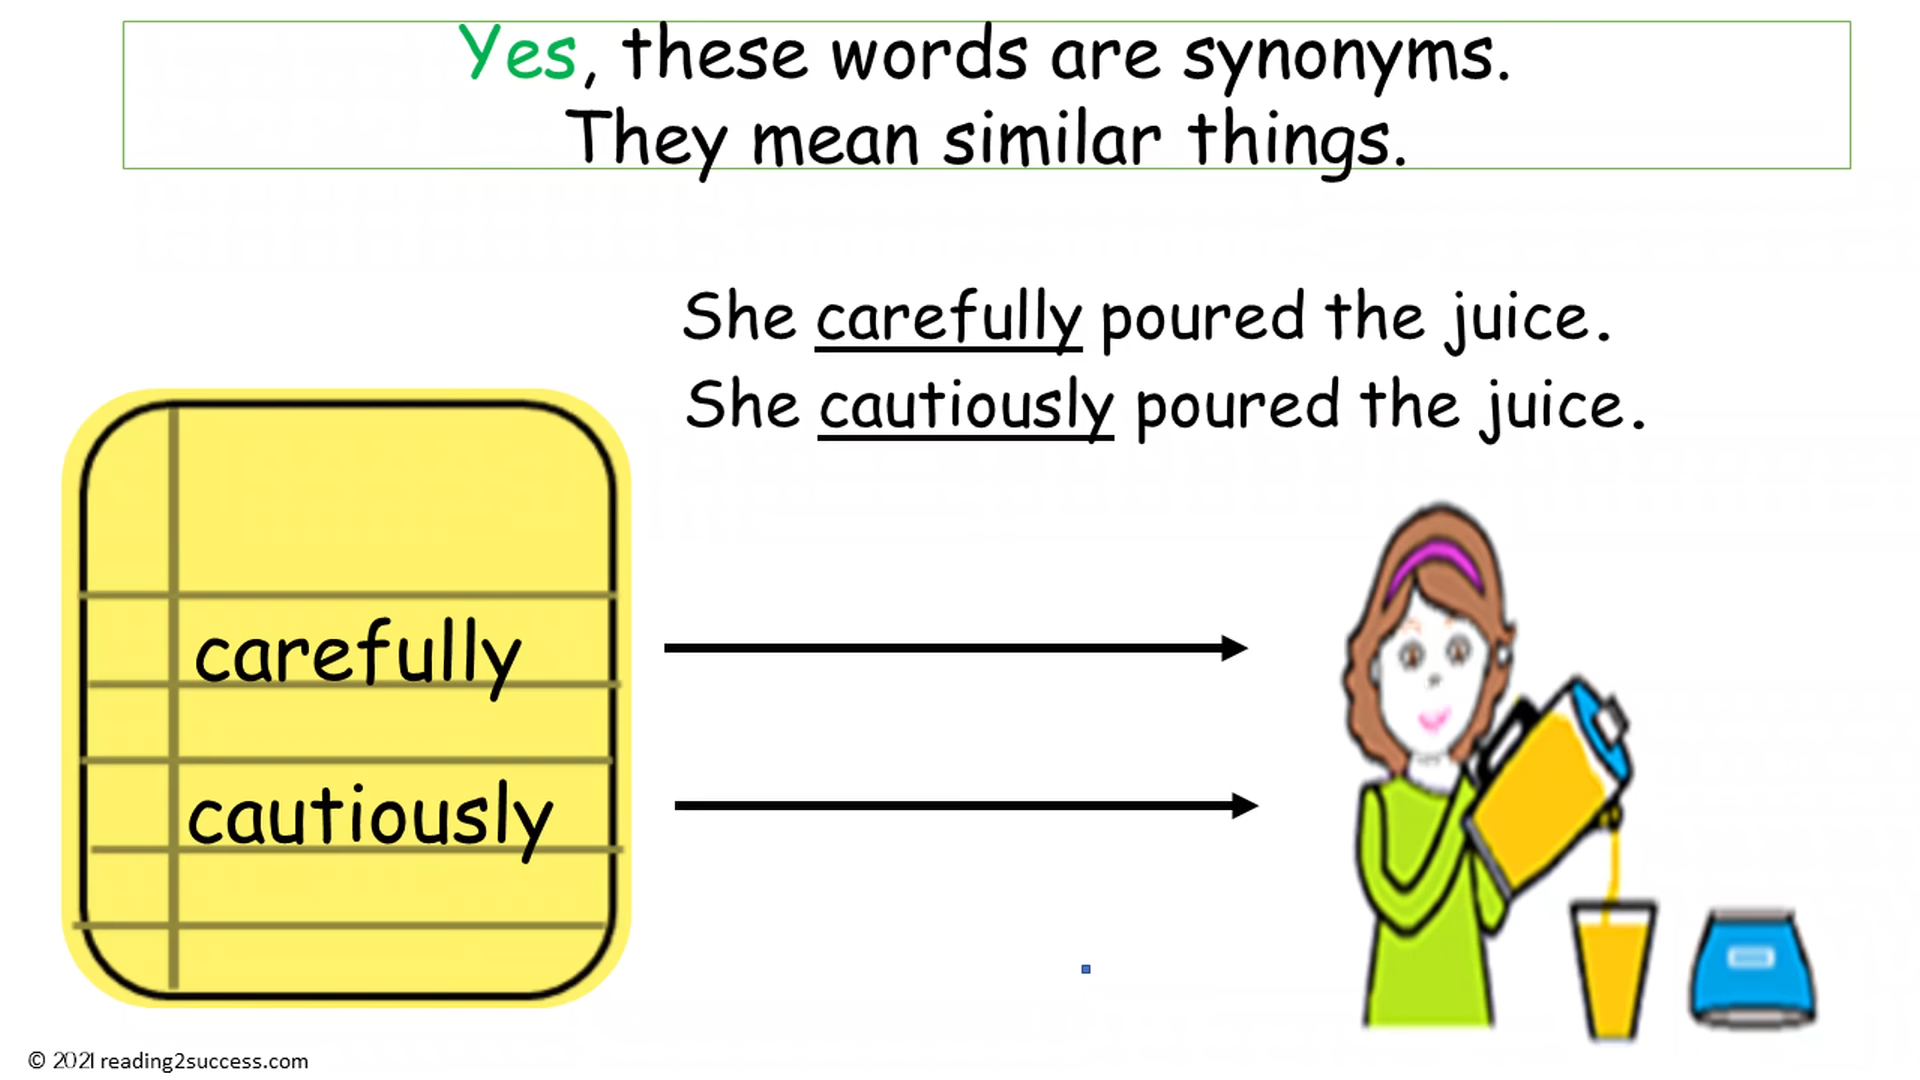 Yes, these words are synonyms.
They mean similar things.
She carefully poured the juice.
She cautiously poured the juice.
carefully
cautiously
© 2021 reading2success.com